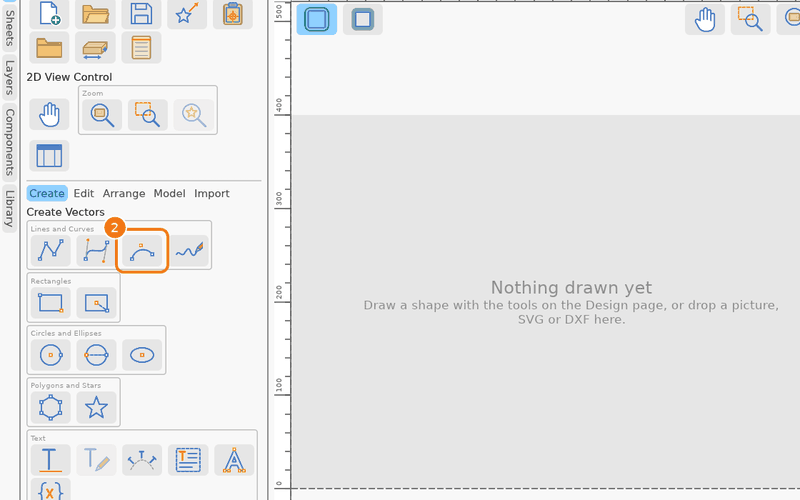 Sheets
Layers
Components
Library
2D View Control
Zoom
Create Edit Arrange Model Import
Create Vectors
2
Lines and Curves
Rectangles
Circles and Ellipses
Polygons and Stars
Text
T T T A
{x}
500
400
300
200
100
0
Nothing drawn yet
Draw a shape with the tools on the Design page, or drop a picture,
SVG or DXF here.